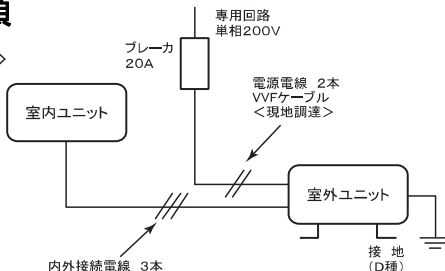 専用回路
単相200V
ブレーカ
20A
電源電線 2本
VVFケーブル
<現地調達>
室内ユニット
室外ユニット
内外接続電線 3本
接 地
(D種)